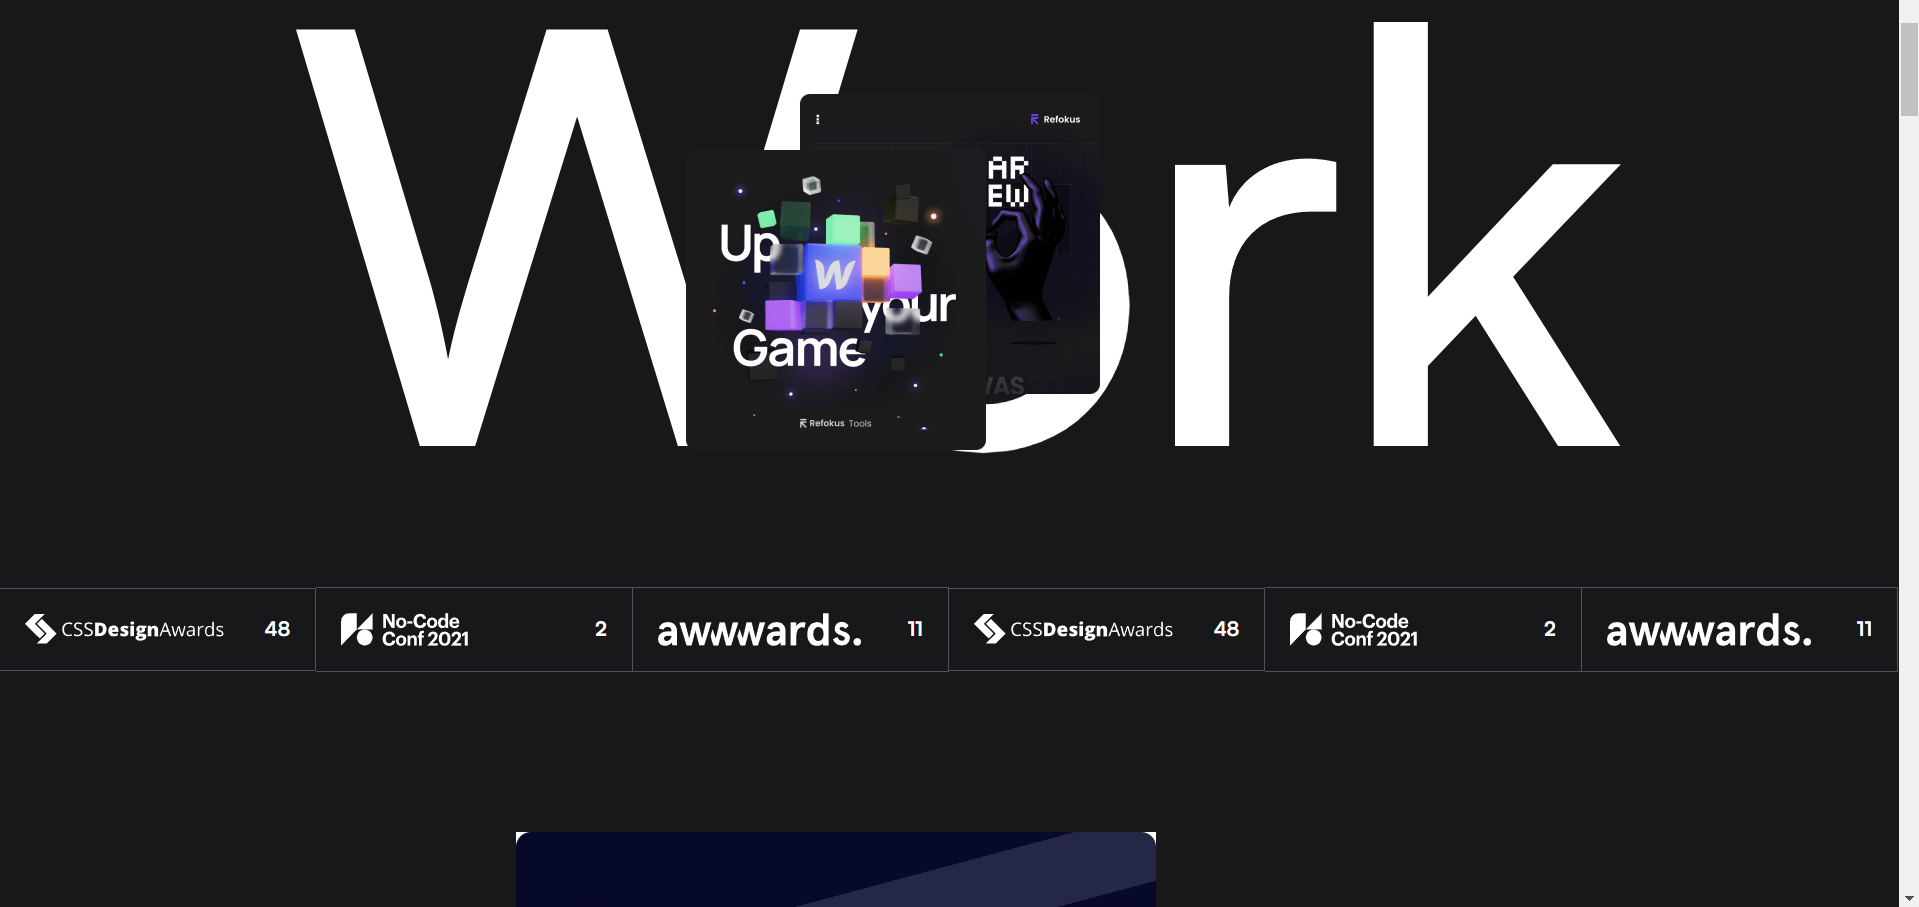 Work
Refokus
AR
EW
Up
your
Game
VAS TO
Refokus Tools
CSSDesignAwards 48
No-Code
Conf 2021
2
awwwards. 11
CSSDesignAwards 48
No-Code
Conf 2021
2
awwwards. 11